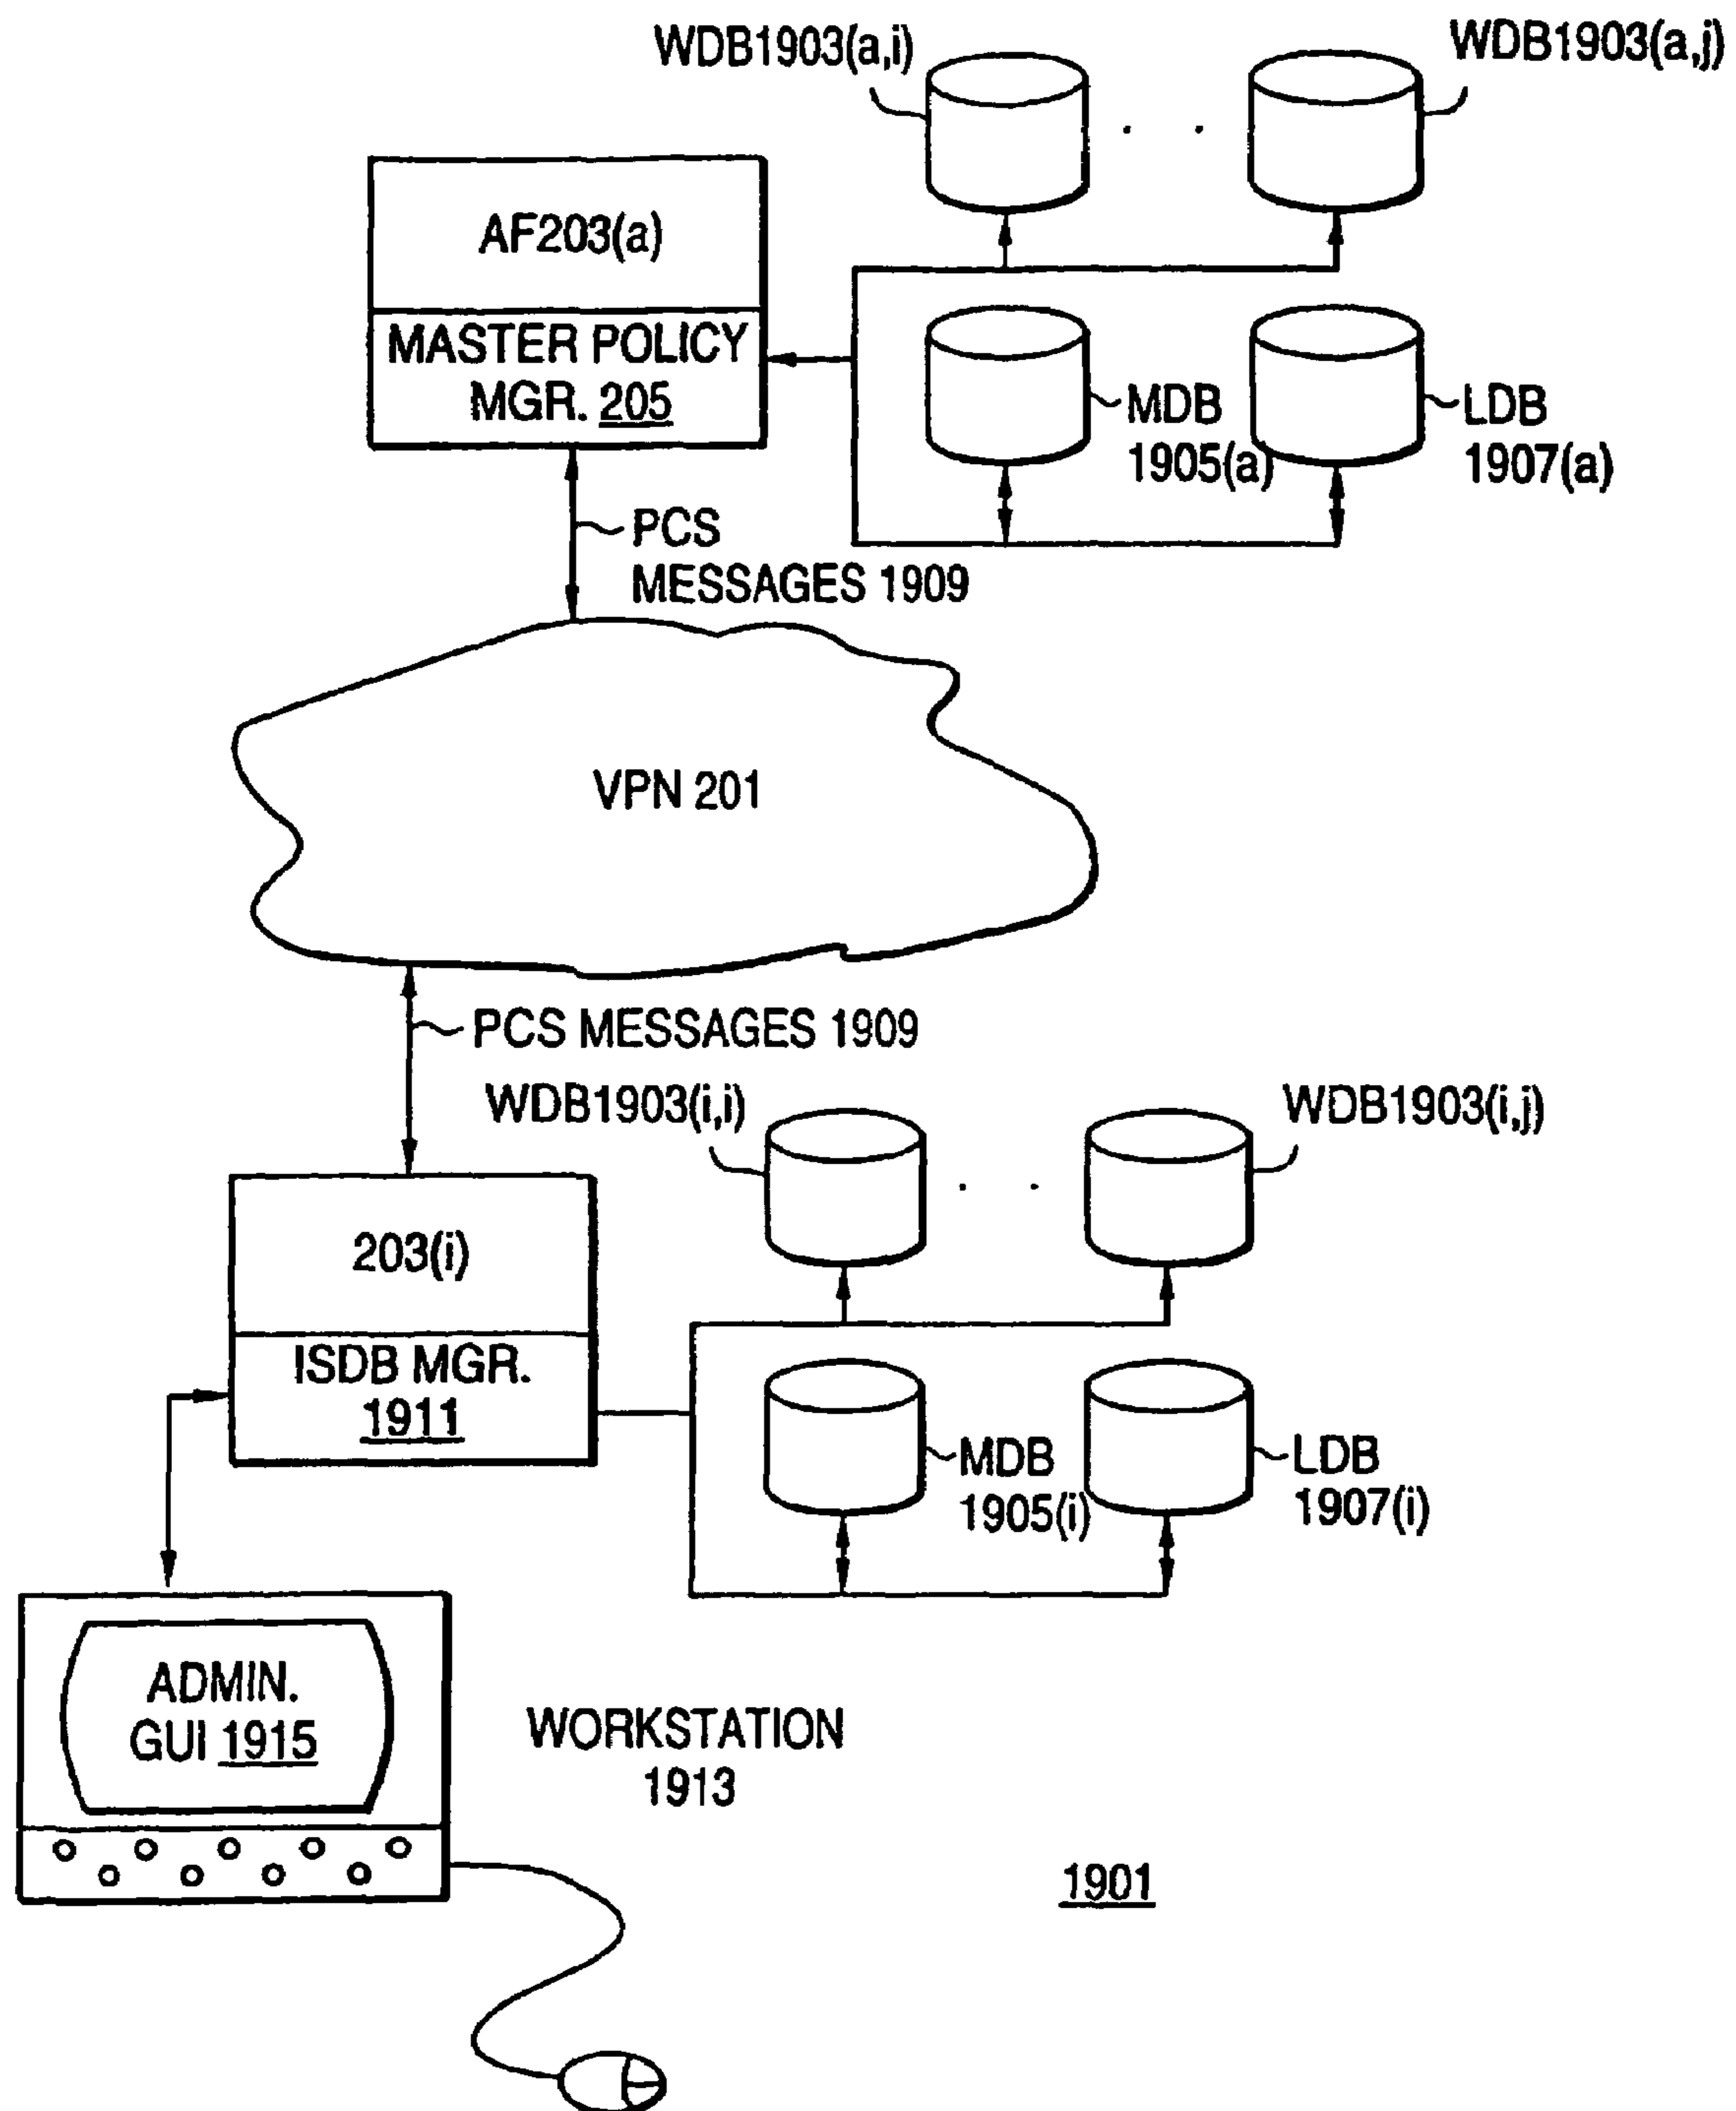 WDB1903(a,i)
WDB1903(a,j)
AF203(a)
MASTER POLICY
MGR. 205
MDB
1905(a)
LDB
1907(a)
PCS
MESSAGES 1909
VPN 201
PCS MESSAGES 1909
WDB1903(i,i)
WDB1903(i,j)
203(i)
ISDB MGR.
1911
MDB
1905(i)
LDB
1907(i)
ADMIN.
GUI 1915
WORKSTATION
1913
1901